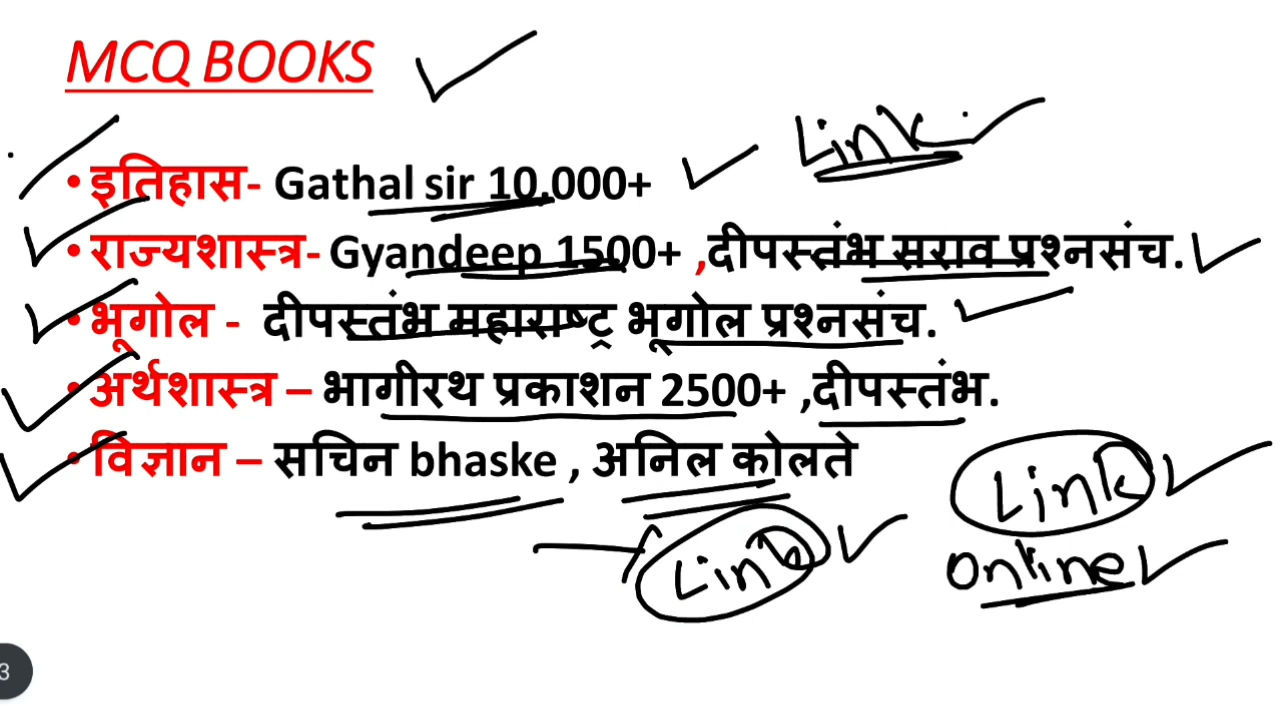 MCQ BOOKS
Link.
• इतिहास- Gathal sir 10,000+
• राज्यशास्त्र- Gyandeep 1500+ ,दीपस्तंभ सराव प्रश्नसंच.
• भूगोल - दीपस्तंभ महाराष्ट्र भूगोल प्रश्नसंच.
• अर्थशास्त्र – भागीरथ प्रकाशन 2500+ ,दीपस्तंभ.
• विज्ञान – सचिन bhaske , अनिल कोलते
Link
Link
online
3